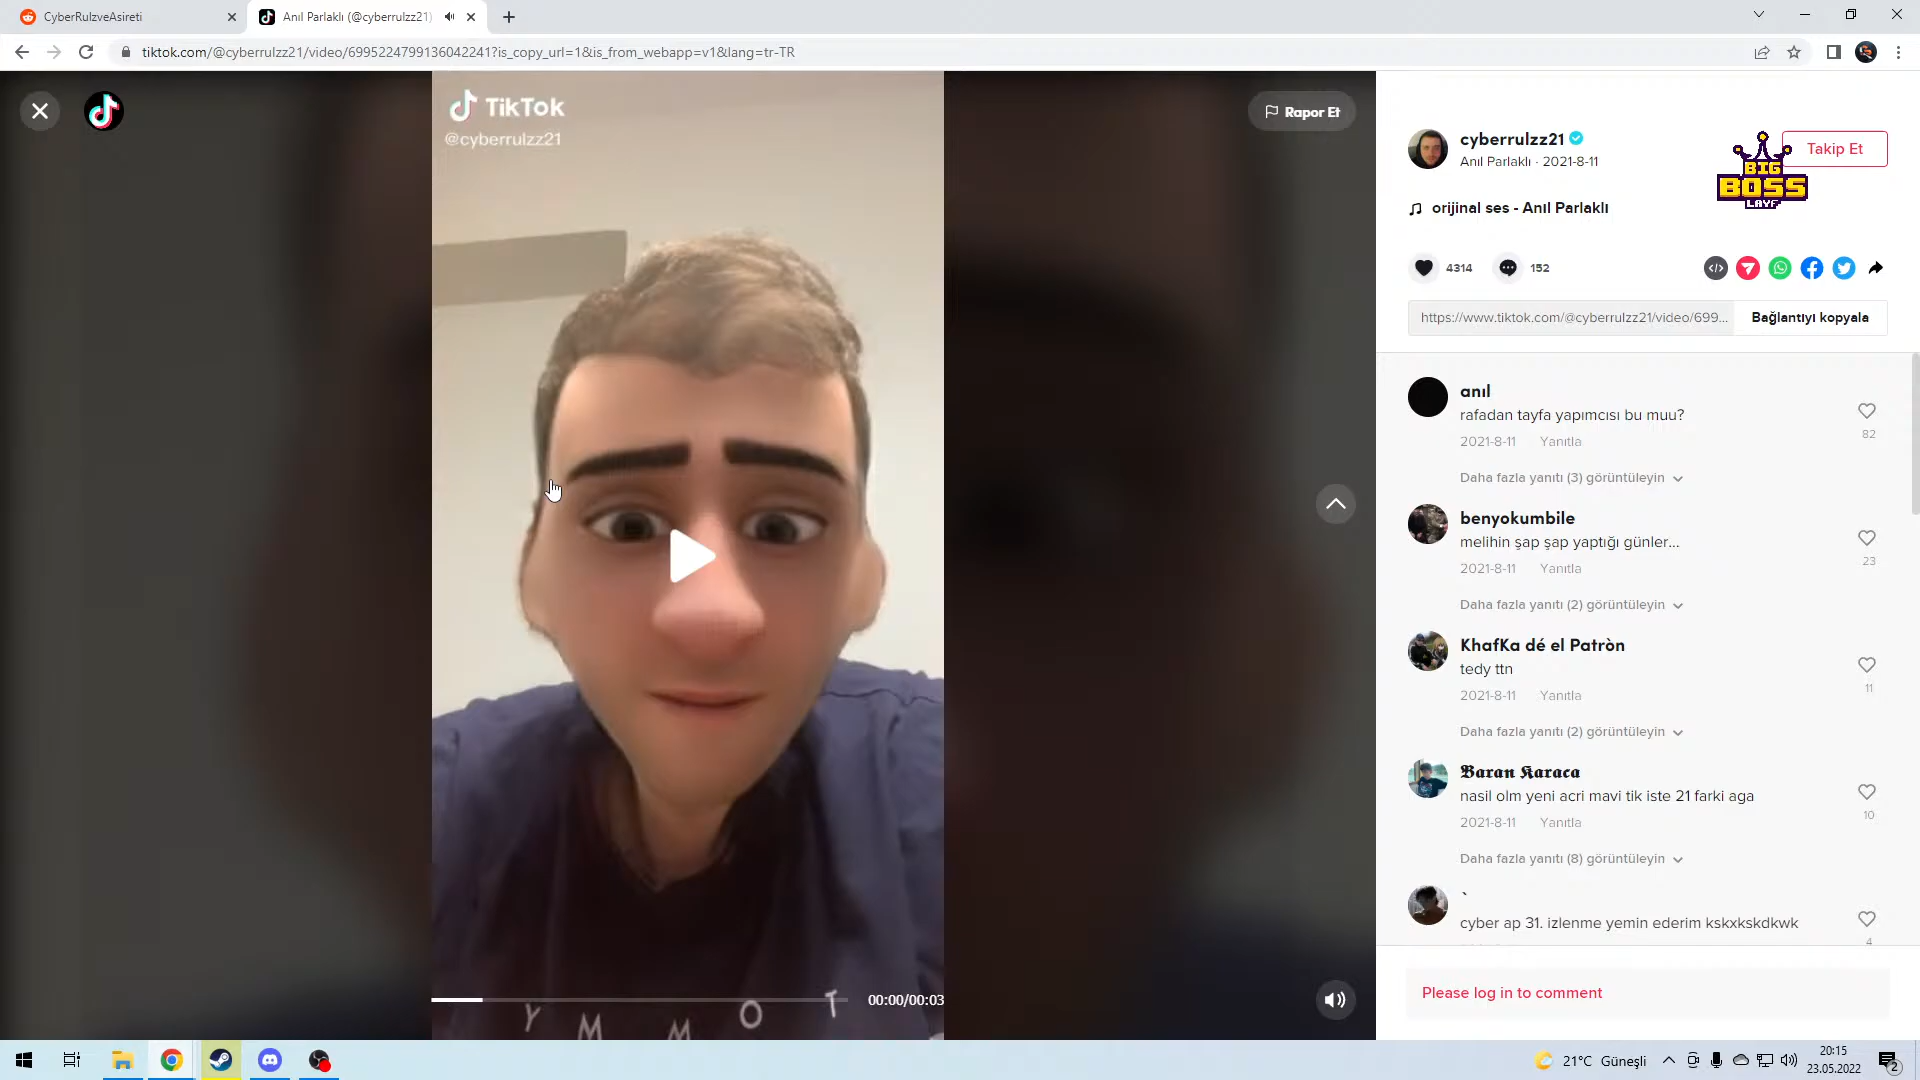 CyberRulzveAsireti
Anıl Parlaklı (@cyberrulzz21)
tiktok.com/@cyberrulzz21/video/6995224799136042241?is_copy_url=1&is_from_webapp=v1&lang=tr-TR
TikTok
@cyberrulzz21
Rapor Et
cyberrulzz21
Anıl Parlaklı · 2021-8-11
Takip Et
BIG
BOSS
LAYF
orijinal ses - Anıl Parlaklı
4314
152
https://www.tiktok.com/@cyberrulzz21/video/699...
Bağlantıyı kopyala
anıl
rafadan tayfa yapımcısı bu muu?
2021-8-11 Yanıtla
82
Daha fazla yanıtı (3) görüntüleyin
benyokumbile
melihin şap şap yaptığı günler...
2021-8-11 Yanıtla
23
Daha fazla yanıtı (2) görüntüleyin
KhafKa dé el Patròn
tedy ttn
2021-8-11 Yanıtla
11
Daha fazla yanıtı (2) görüntüleyin
𝕭𝖆𝖗𝖆𝖓 𝕶𝖆𝖗𝖆𝖈𝖆
nasil olm yeni acri mavi tik iste 21 farki aga
2021-8-11 Yanıtla
10
Daha fazla yanıtı (8) görüntüleyin
`
cyber ap 31. izlenme yemin ederim kskxkskdkwk
4
00:00/00:03
Y M M O T
Please log in to comment
21°C Güneşli
20:15
23.05.2022
2